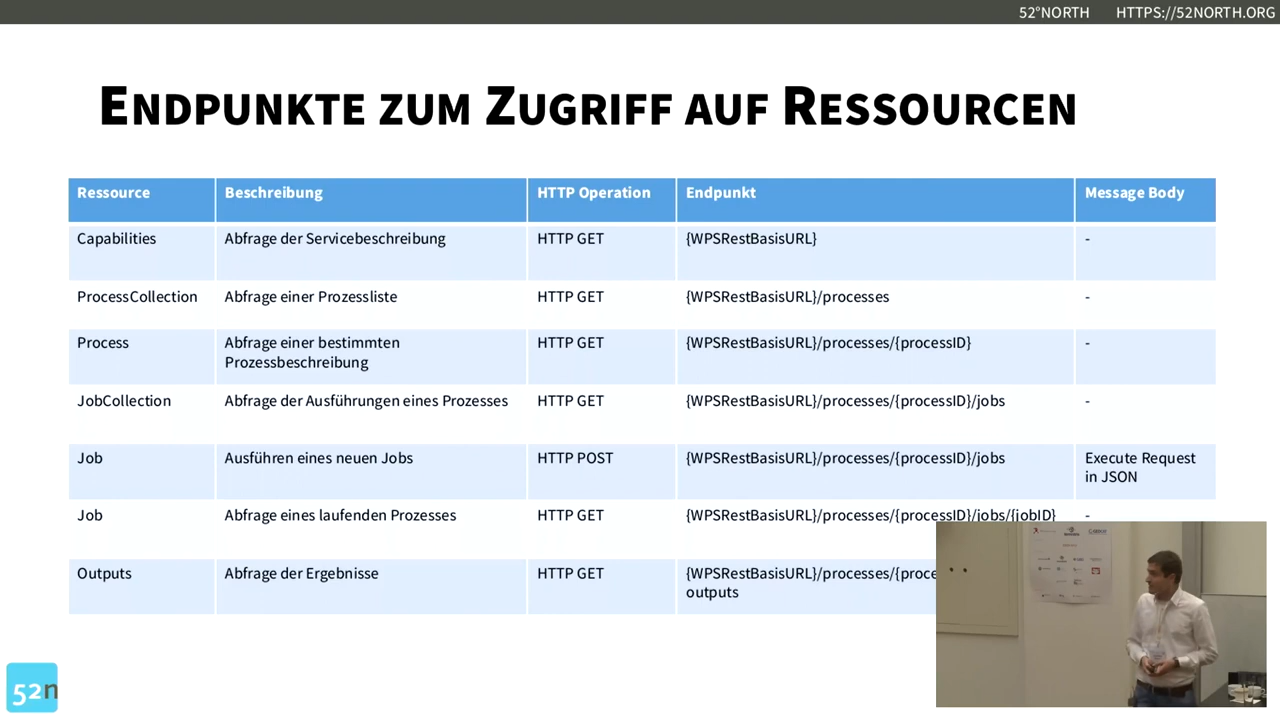 52°NORTH HTTPS://52NORTH.ORG
ENDPUNKTE ZUM ZUGRIFF AUF RESSOURCEN
Ressource Beschreibung HTTP Operation Endpunkt Message Body
Capabilities Abfrage der Servicebeschreibung HTTP GET {WPSRestBasisURL} -
ProcessCollection Abfrage einer Prozessliste HTTP GET {WPSRestBasisURL}/processes -
Process Abfrage einer bestimmten HTTP GET {WPSRestBasisURL}/processes/{processID} -
Prozessbeschreibung
JobCollection Abfrage der Ausführungen eines Prozesses HTTP GET {WPSRestBasisURL}/processes/{processID}/jobs -
Job Ausführen eines neuen Jobs HTTP POST {WPSRestBasisURL}/processes/{processID}/jobs Execute Request
in JSON
Job Abfrage eines laufenden Prozesses HTTP GET {WPSRestBasisURL}/processes/{processID}/jobs/{jobID} -
Outputs Abfrage der Ergebnisse HTTP GET {WPSRestBasisURL}/processes/{proce
outputs
52n